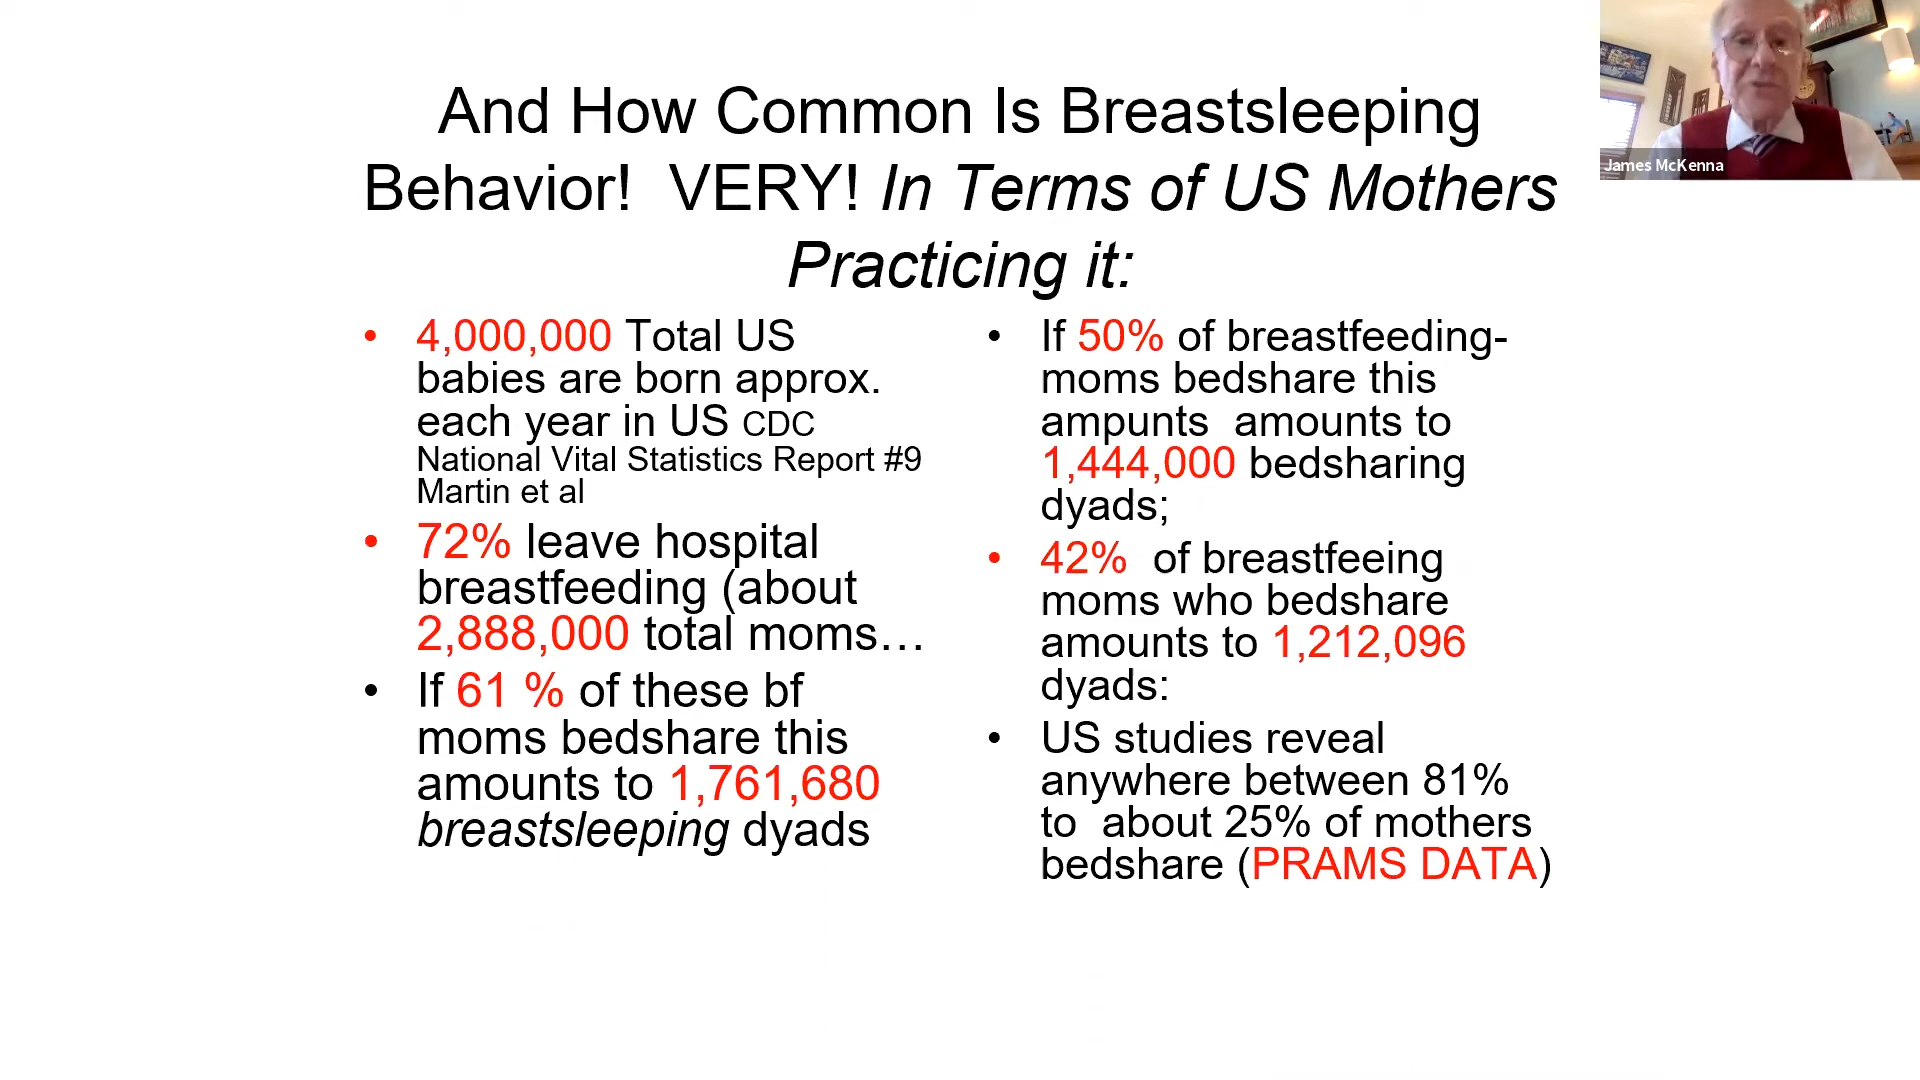 And How Common Is Breastsleeping
Behavior!  VERY! In Terms of US Mothers
Practicing it:
• 4,000,000 Total US
babies are born approx.
each year in US CDC
National Vital Statistics Report #9
Martin et al
• 72% leave hospital
breastfeeding (about
2,888,000 total moms…
• If 61 % of these bf
moms bedshare this
amounts to 1,761,680
breastsleeping dyads
• If 50% of breastfeeding-
moms bedshare this
ampunts  amounts to
1,444,000 bedsharing
dyads;
• 42%  of breastfeeing
moms who bedshare
amounts to 1,212,096
dyads:
• US studies reveal
anywhere between 81%
to  about 25% of mothers
bedshare (PRAMS DATA)
James McKenna